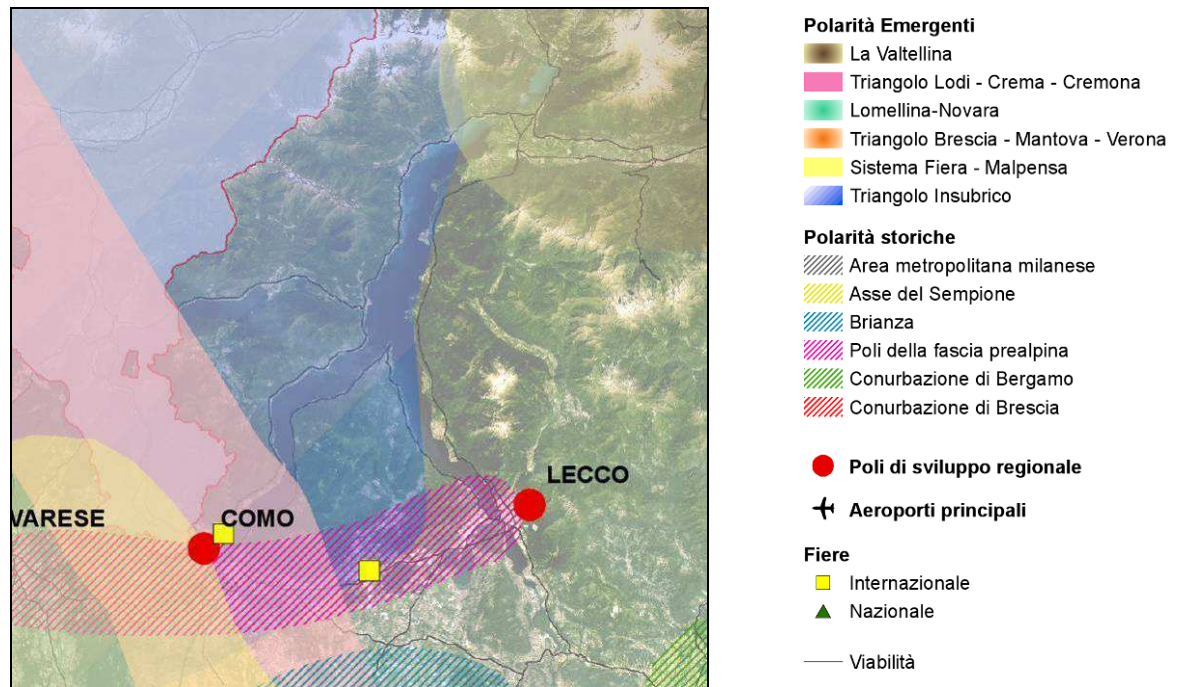 LECCO
VARESE
COMO
Polarità Emergenti
La Valtellina
Triangolo Lodi - Crema - Cremona
Lomellina-Novara
Triangolo Brescia - Mantova - Verona
Sistema Fiera - Malpensa
Triangolo Insubrico
Polarità storiche
Area metropolitana milanese
Asse del Sempione
Brianza
Poli della fascia prealpina
Conurbazione di Bergamo
Conurbazione di Brescia
Poli di sviluppo regionale
Aeroporti principali
Fiere
Internazionale
Nazionale
Viabilità